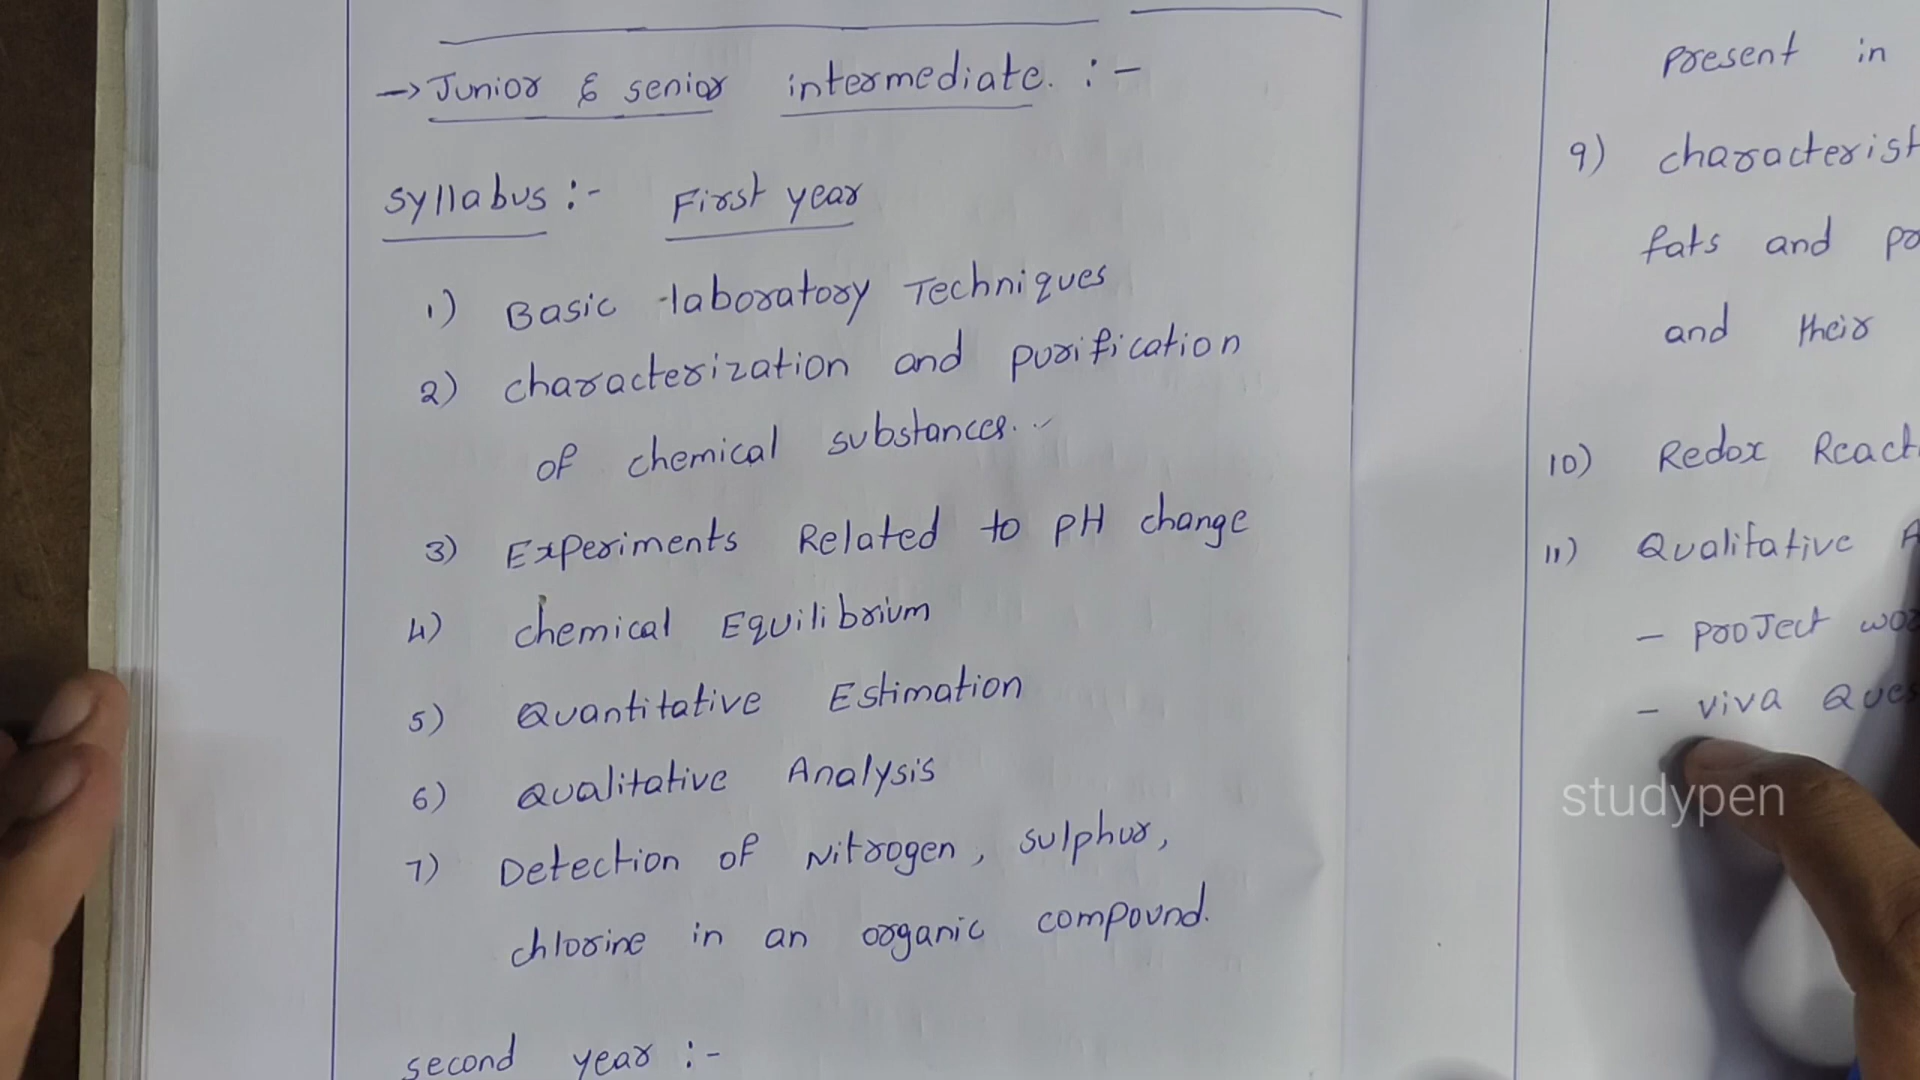 → Junior & senior intermediate. :-
syllabus :- First year
1) Basic laboratory Techniques
2) characterization and purification
of chemical substances.
3) Experiments Related to pH change
4) chemical Equilibrium
5) Quantitative Estimation
6) Qualitative Analysis
7) Detection of Nitrogen, sulphur,
chlorine in an organic compound.
second year :-
present in
9)
fats and
and their
10) Redox
11) Qualitative
- project
- viva
studypen